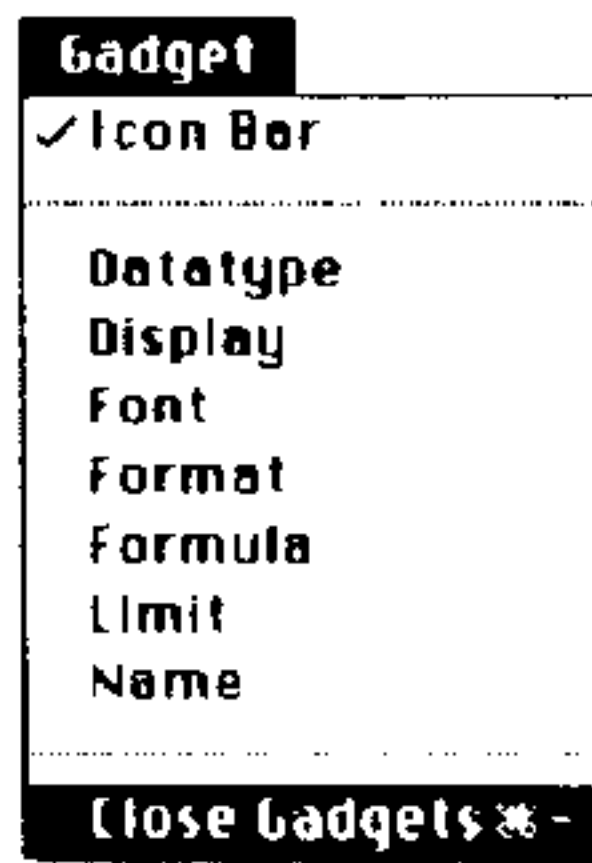 Gadget
✓Icon Bar
Datatype
Display
Font
Format
Formula
Limit
Name
Close Gadgets ⌘-